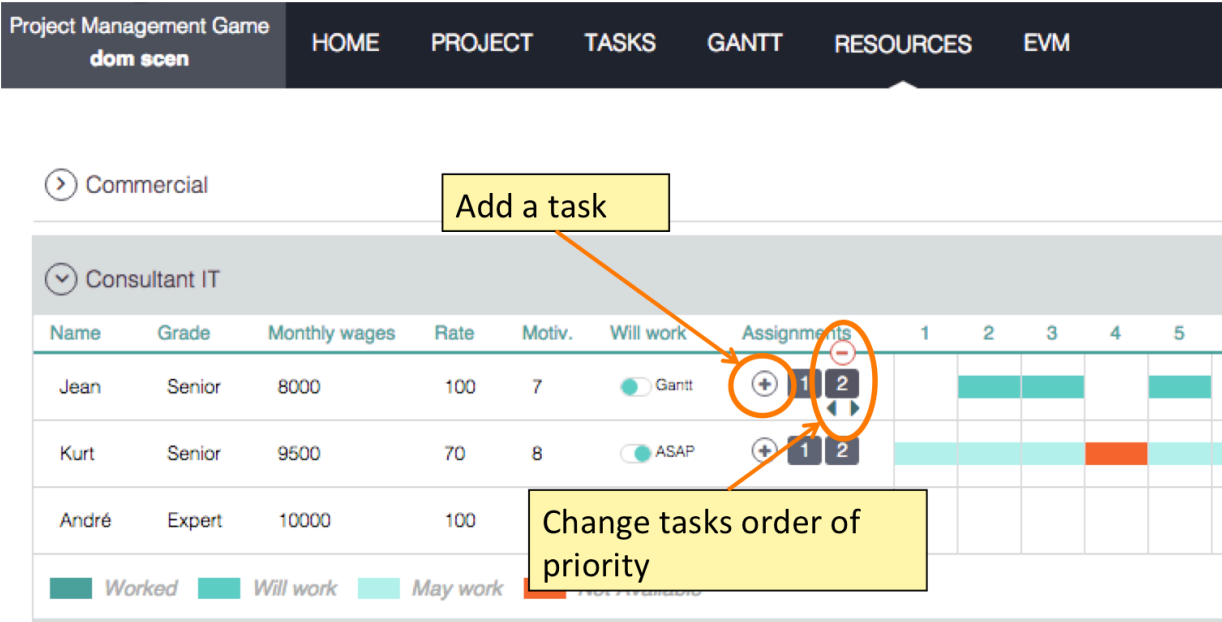 Project Management Game
dom scen
HOME PROJECT TASKS GANTT RESOURCES EVM
Commercial
Add a task
Consultant IT
Name Grade Monthly wages Rate Motiv. Will work Assignments 1 2 3 4 5
Jean Senior 8000 100 7 Gantt 1 2
Kurt Senior 9500 70 8 ASAP 1 2
André Expert 10000 100
Change tasks order of
priority
Worked Will work May work Not Available